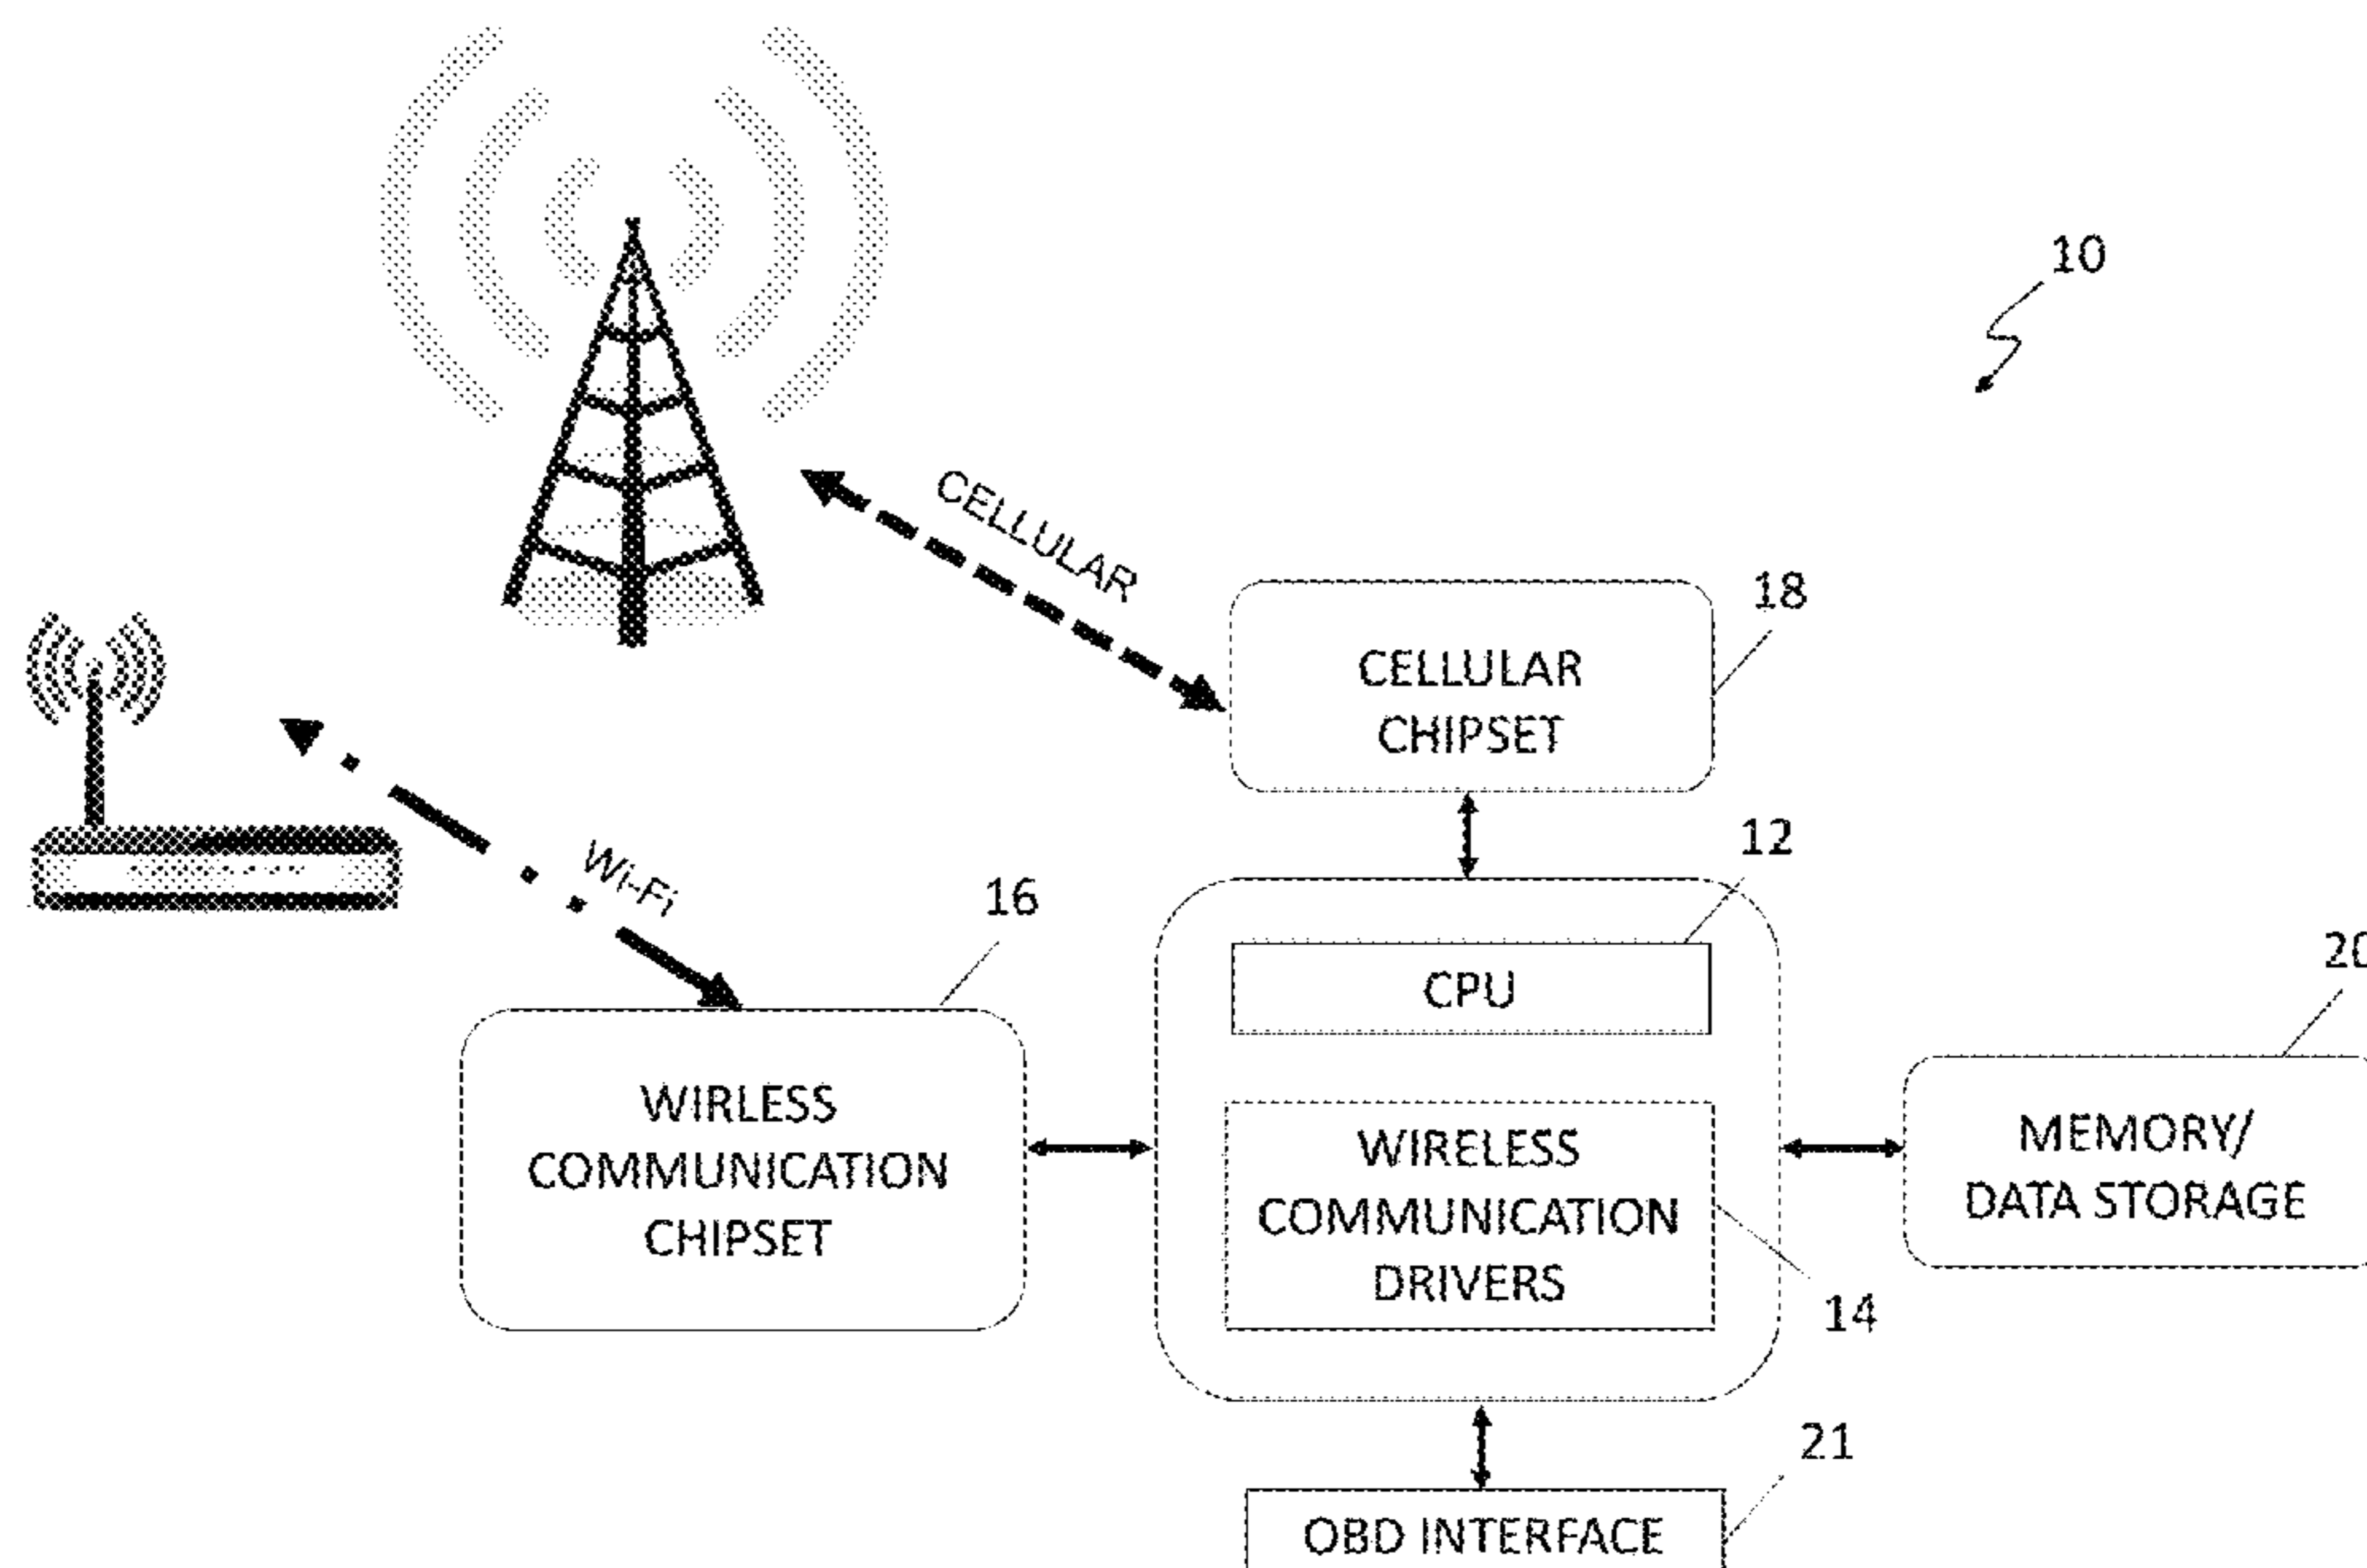 10
CELLULAR
18
CELLULAR
CHIPSET
12
Wi-Fi
16
CPU
20
WIRLESS
COMMUNICATION
CHIPSET
WIRELESS
COMMUNICATION
DRIVERS
MEMORY/
DATA STORAGE
14
21
OBD INTERFACE